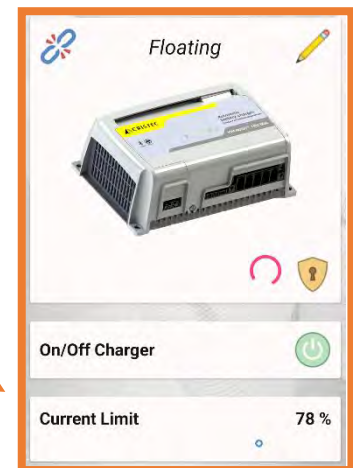 Floating
CRISTEC
On/Off Charger
Current Limit
78 %